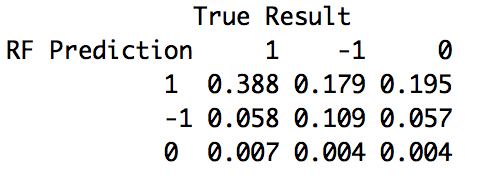 True Result
RF Prediction 1 -1 0
1 0.388 0.179 0.195
-1 0.058 0.109 0.057
0 0.007 0.004 0.004